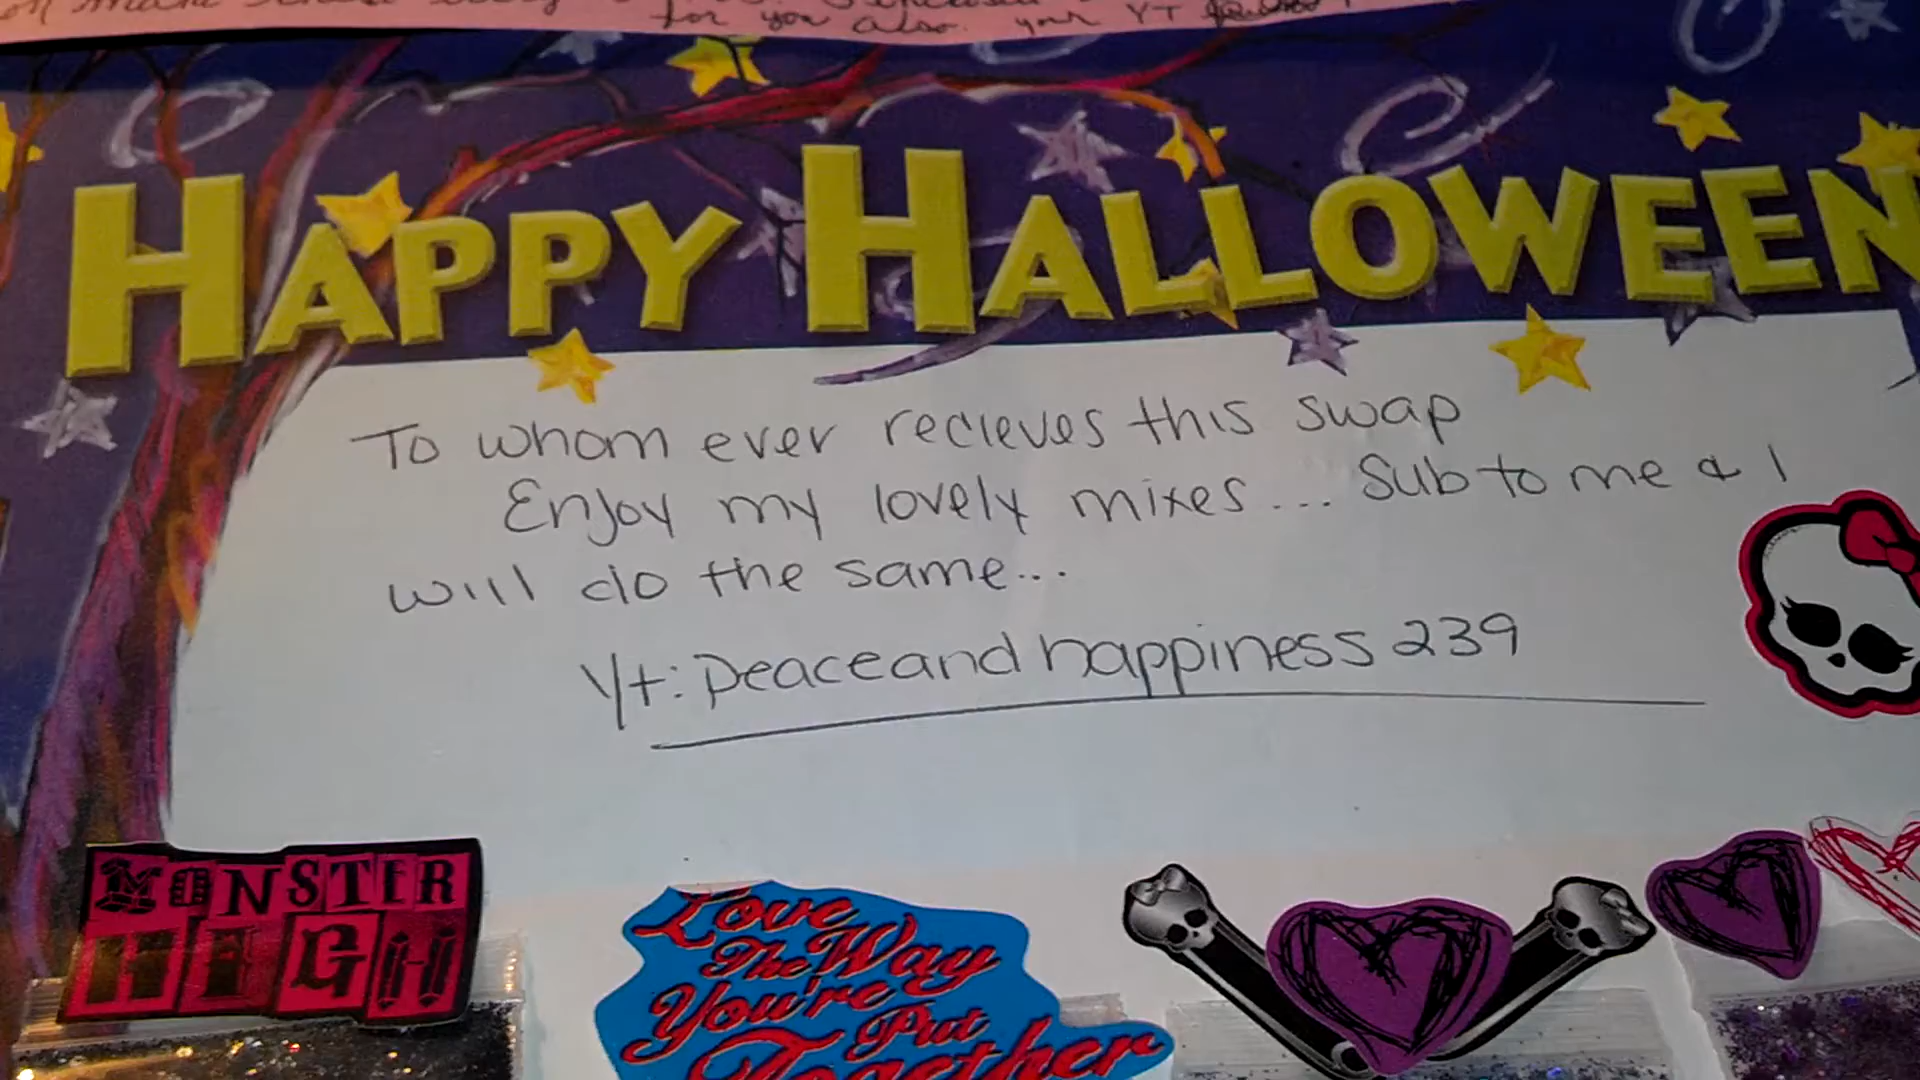 for you also. your YT
HAPPY HALLOWEEN
To whom ever recieves this swap
Enjoy my lovely mixes... Sub to me & I
will do the same...
Yt: peaceandhappiness239
MONSTER
HIGH
Love
The Way
You're
Put
Together